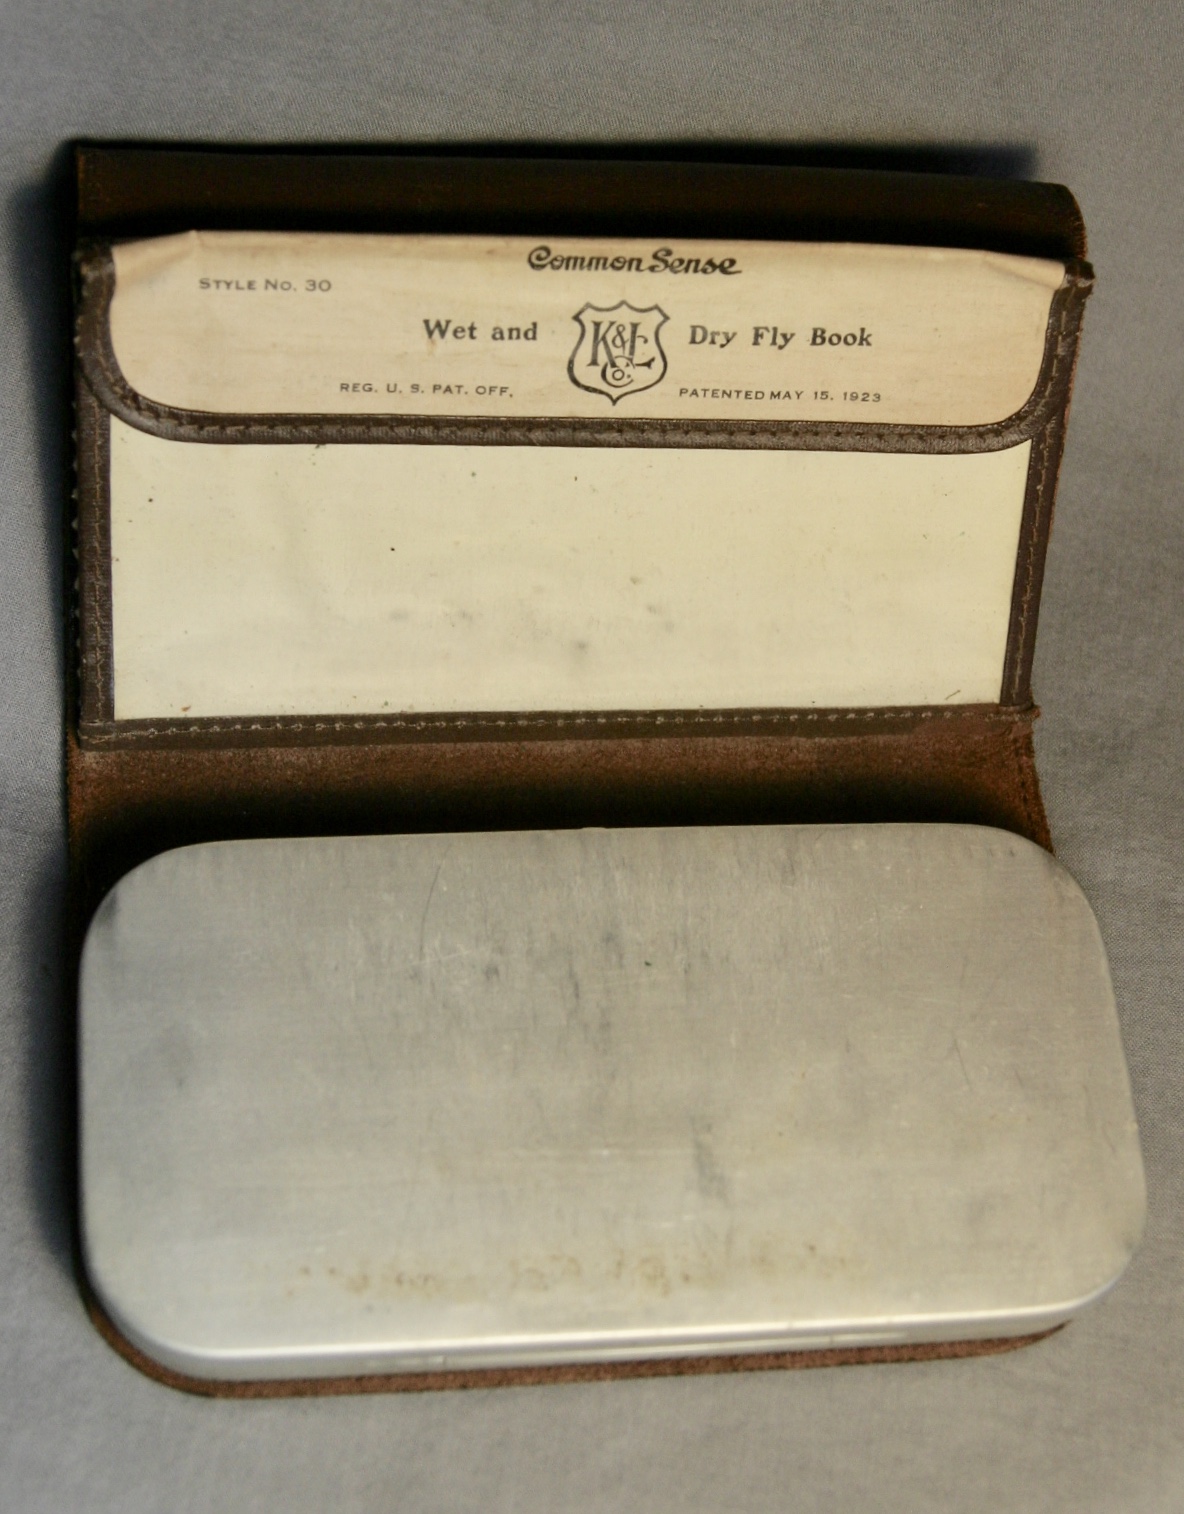 Common Sense
STYLE No. 30
Wet and K&E Co. Dry Fly Book
REG. U. S. PAT. OFF. PATENTED MAY 15. 1923